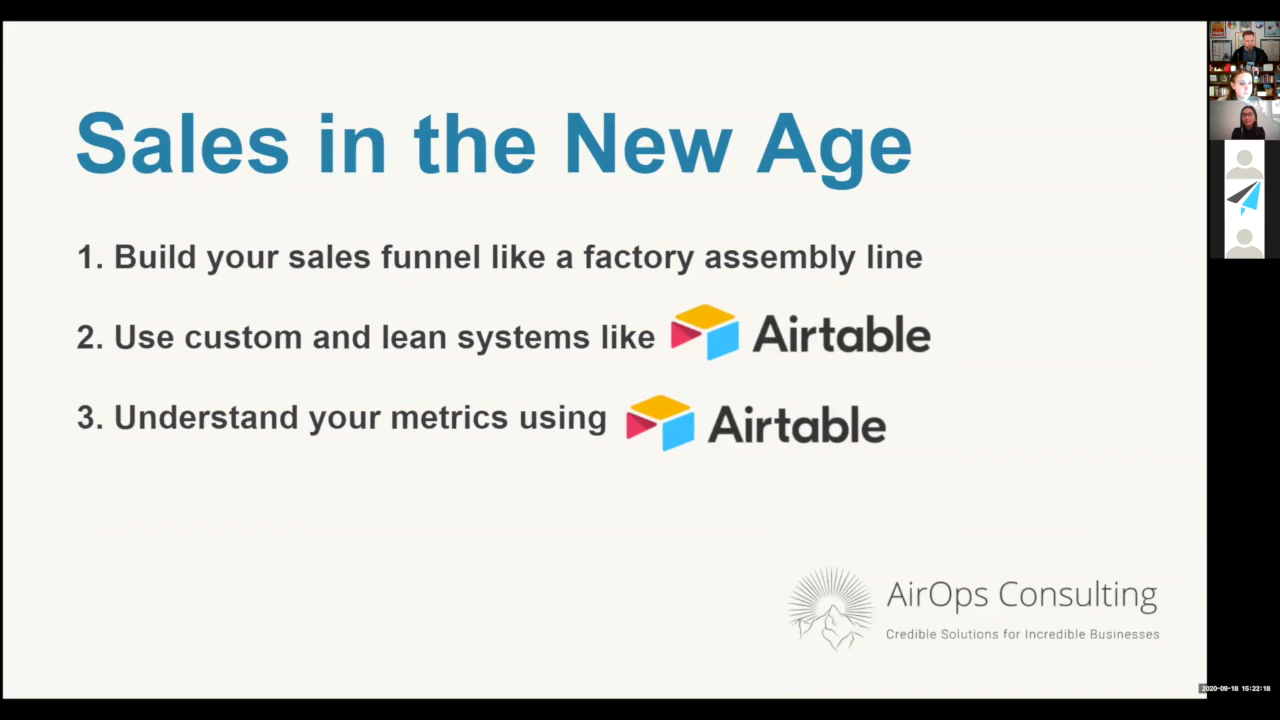 Sales in the New Age
1. Build your sales funnel like a factory assembly line
2. Use custom and lean systems like Airtable
3. Understand your metrics using Airtable
AirOps Consulting
Credible Solutions for Incredible Businesses
2020-09-18 15:22:18